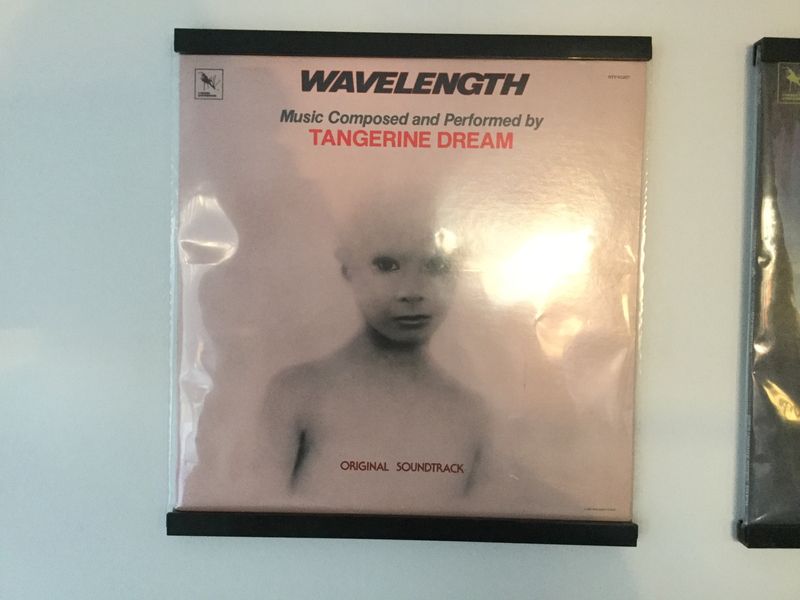 WAVELENGTH
Music Composed and Performed by
TANGERINE DREAM
ORIGINAL SOUNDTRACK